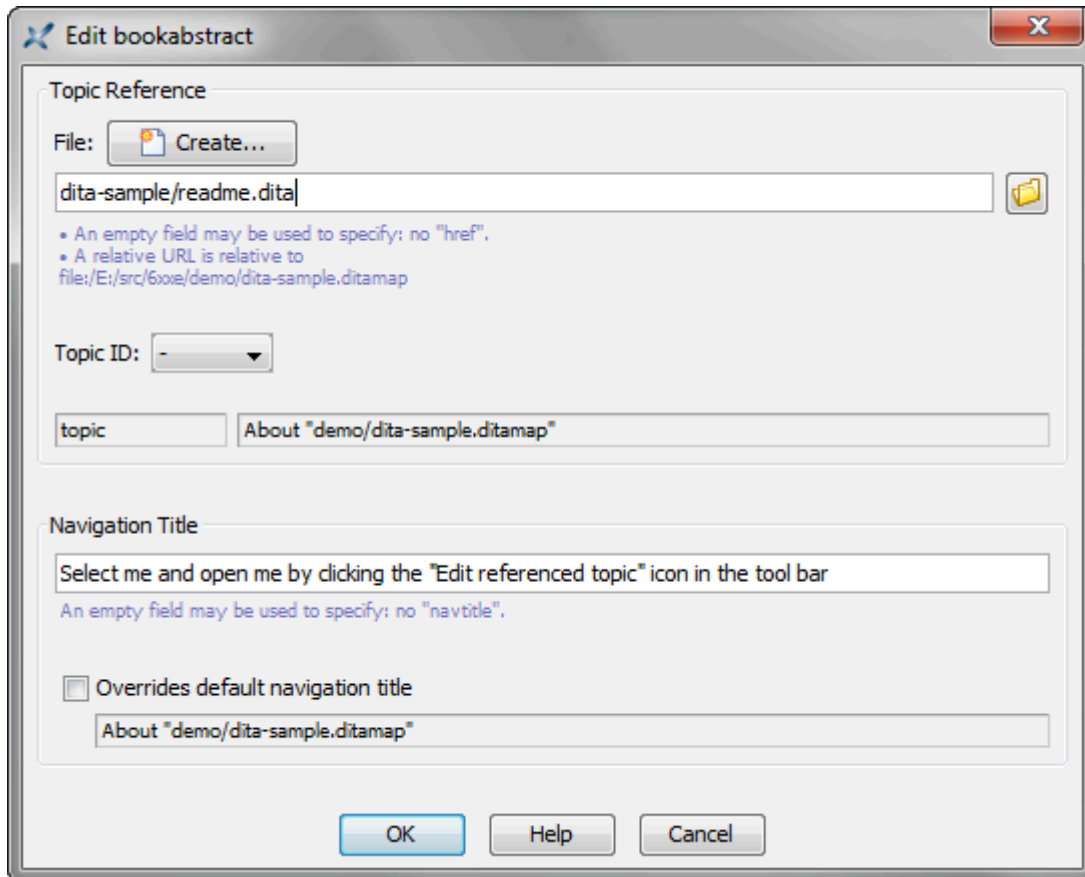 Edit bookabstract
Topic Reference
File: Create...
dita-sample/readme.dita
• An empty field may be used to specify: no "href".
• A relative URL is relative to
file:/E:/src/6xxe/demo/dita-sample.ditamap
Topic ID: -
topic About "demo/dita-sample.ditamap"
Navigation Title
Select me and open me by clicking the "Edit referenced topic" icon in the tool bar
An empty field may be used to specify: no "navtitle".
Overrides default navigation title
About "demo/dita-sample.ditamap"
OK Help Cancel